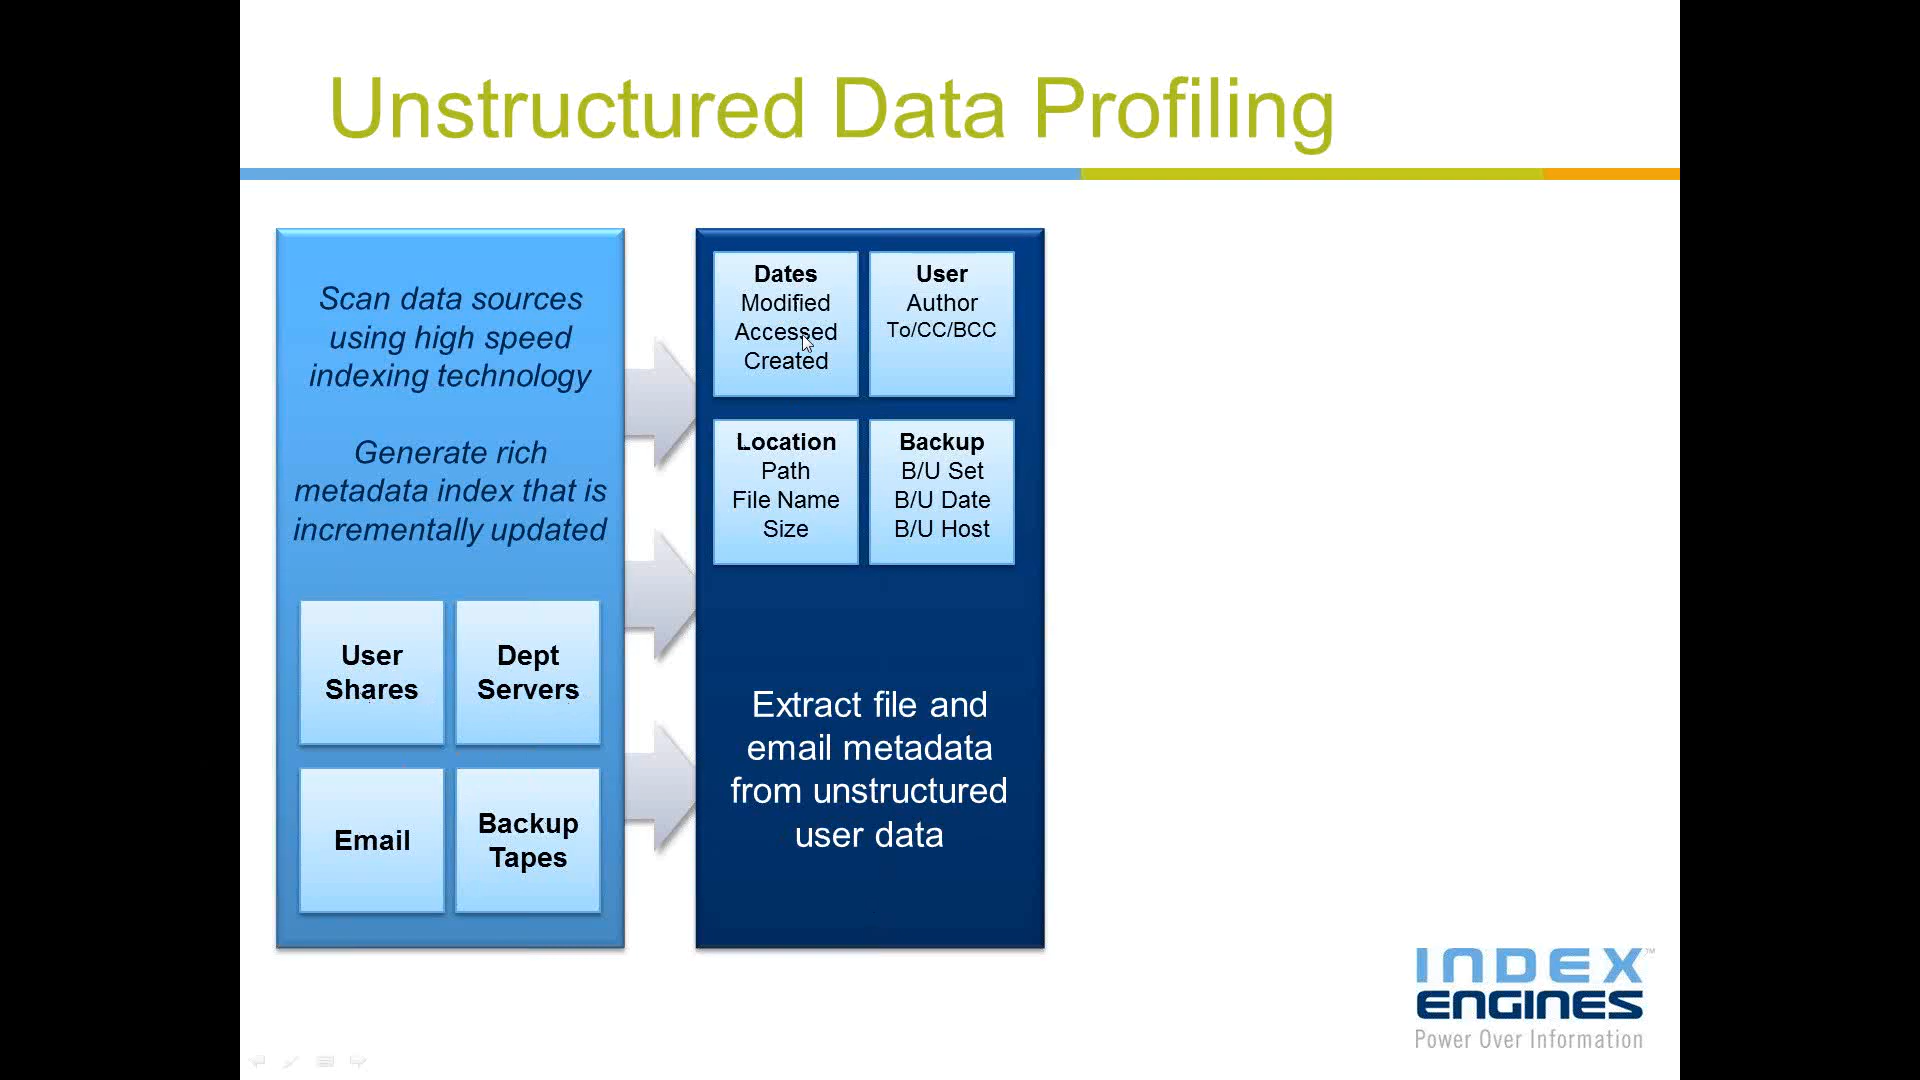 Unstructured Data Profiling
Scan data sources
using high speed
indexing technology
Generate rich
metadata index that is
incrementally updated
User
Shares
Dept
Servers
Email
Backup
Tapes
Dates
Modified
Accessed
Created
User
Author
To/CC/BCC
Location
Path
File Name
Size
Backup
B/U Set
B/U Date
B/U Host
Extract file and
email metadata
from unstructured
user data
INDEX™
ENGINES
Power Over Information